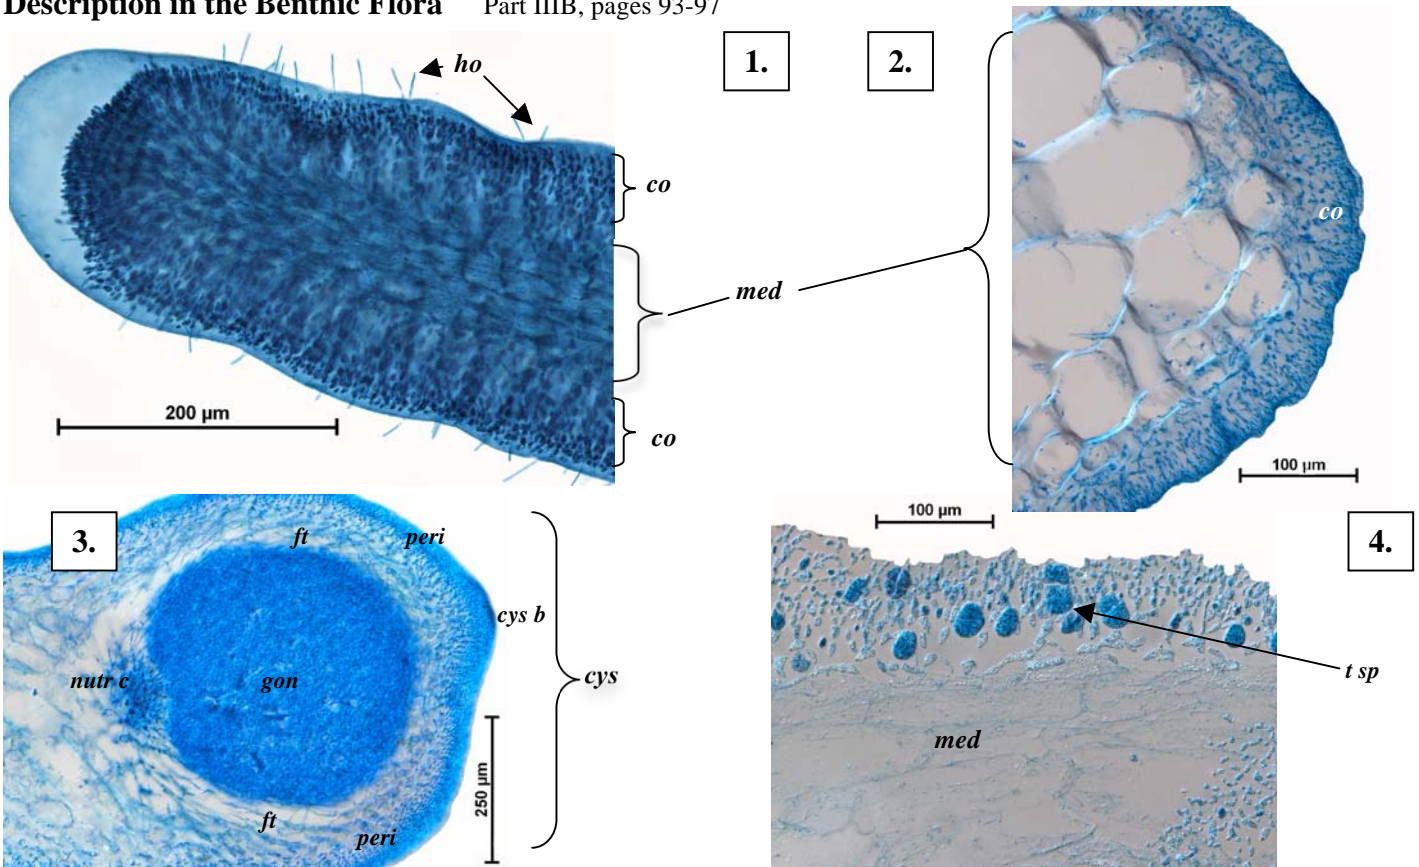 Description in the Benthic Flora Part IIIB, pages 93-97
ho
1.
2.
co
co
med
200 µm
co
100 µm
3.
ft
peri
100 µm
4.
cys b
nutr c
gon
cys
t sp
med
250 µm
ft
peri